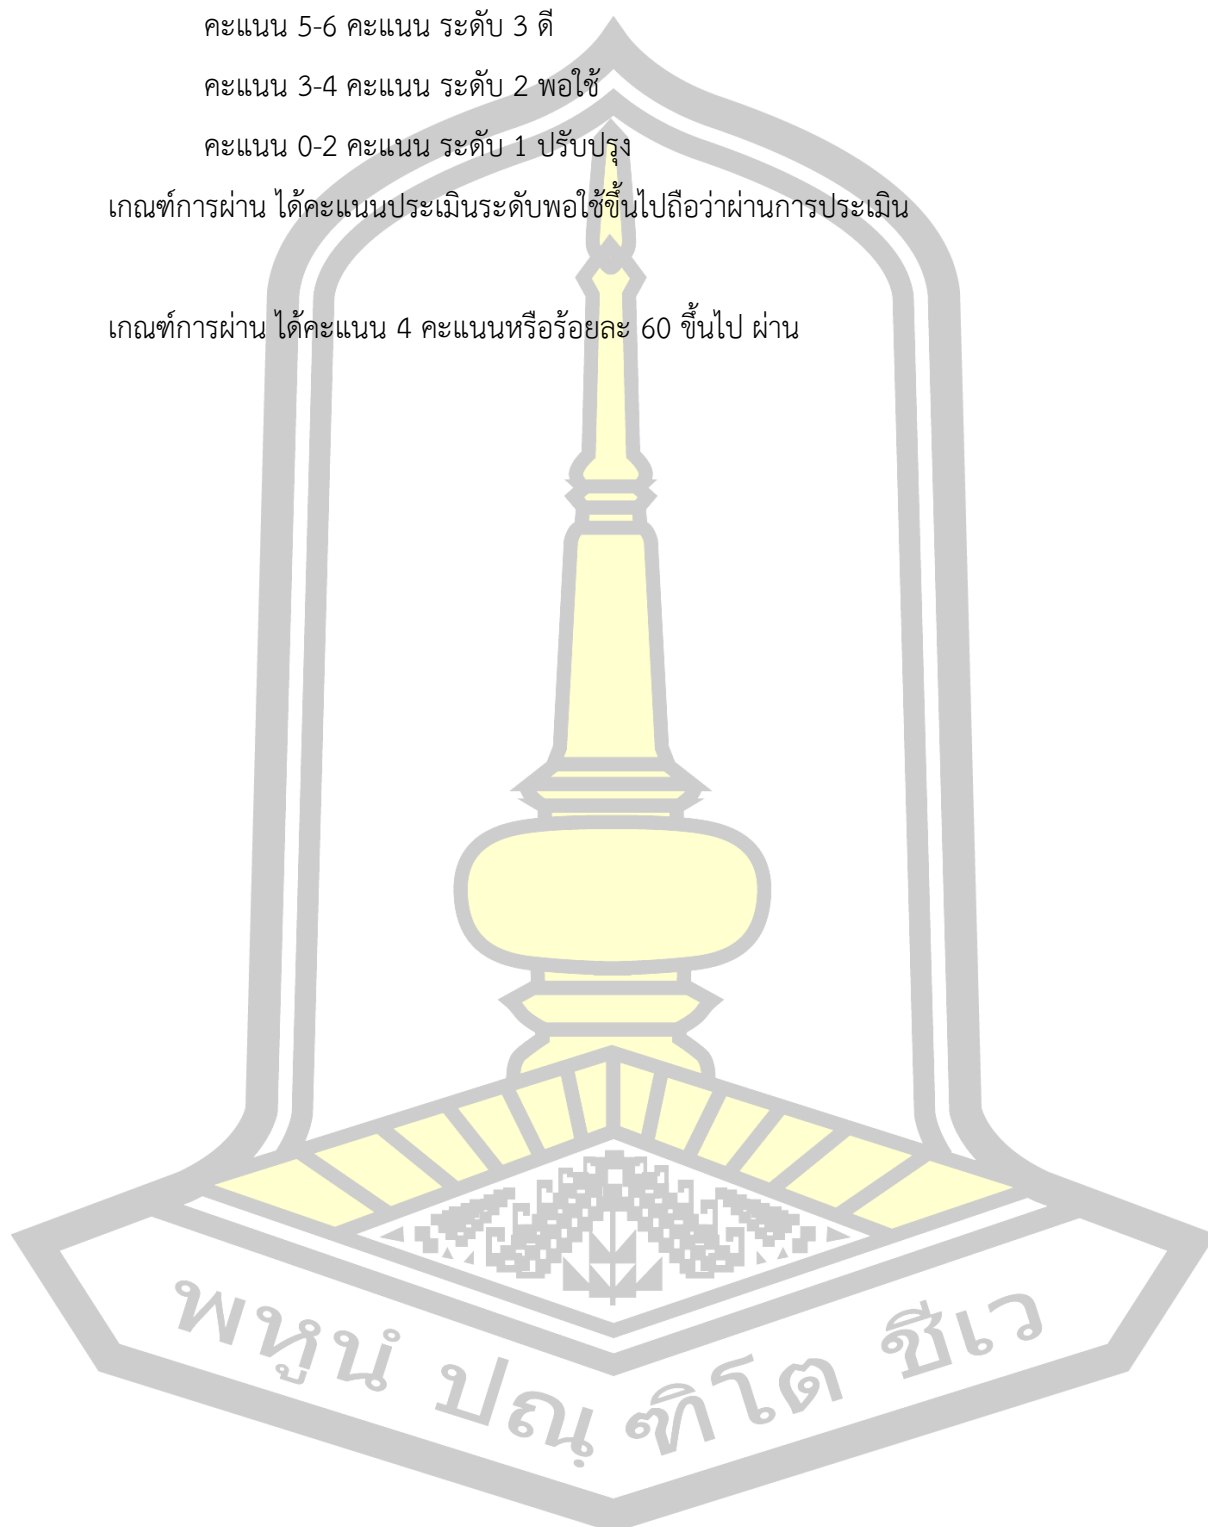 คะแนน 5-6 คะแนน ระดับ 3 ดี
คะแนน 3-4 คะแนน ระดับ 2 พอใช้
คะแนน 0-2 คะแนน ระดับ 1 ปรับปรุง
เกณฑ์การผ่าน ได้คะแนนประเมินระดับพอใช้ขึ้นไปถือว่าผ่านการประเมิน
เกณฑ์การผ่าน ได้คะแนน 4 คะแนนหรือร้อยละ 60 ขึ้นไป ผ่าน
พหูนํ ปณฺฑิโต ชีเว